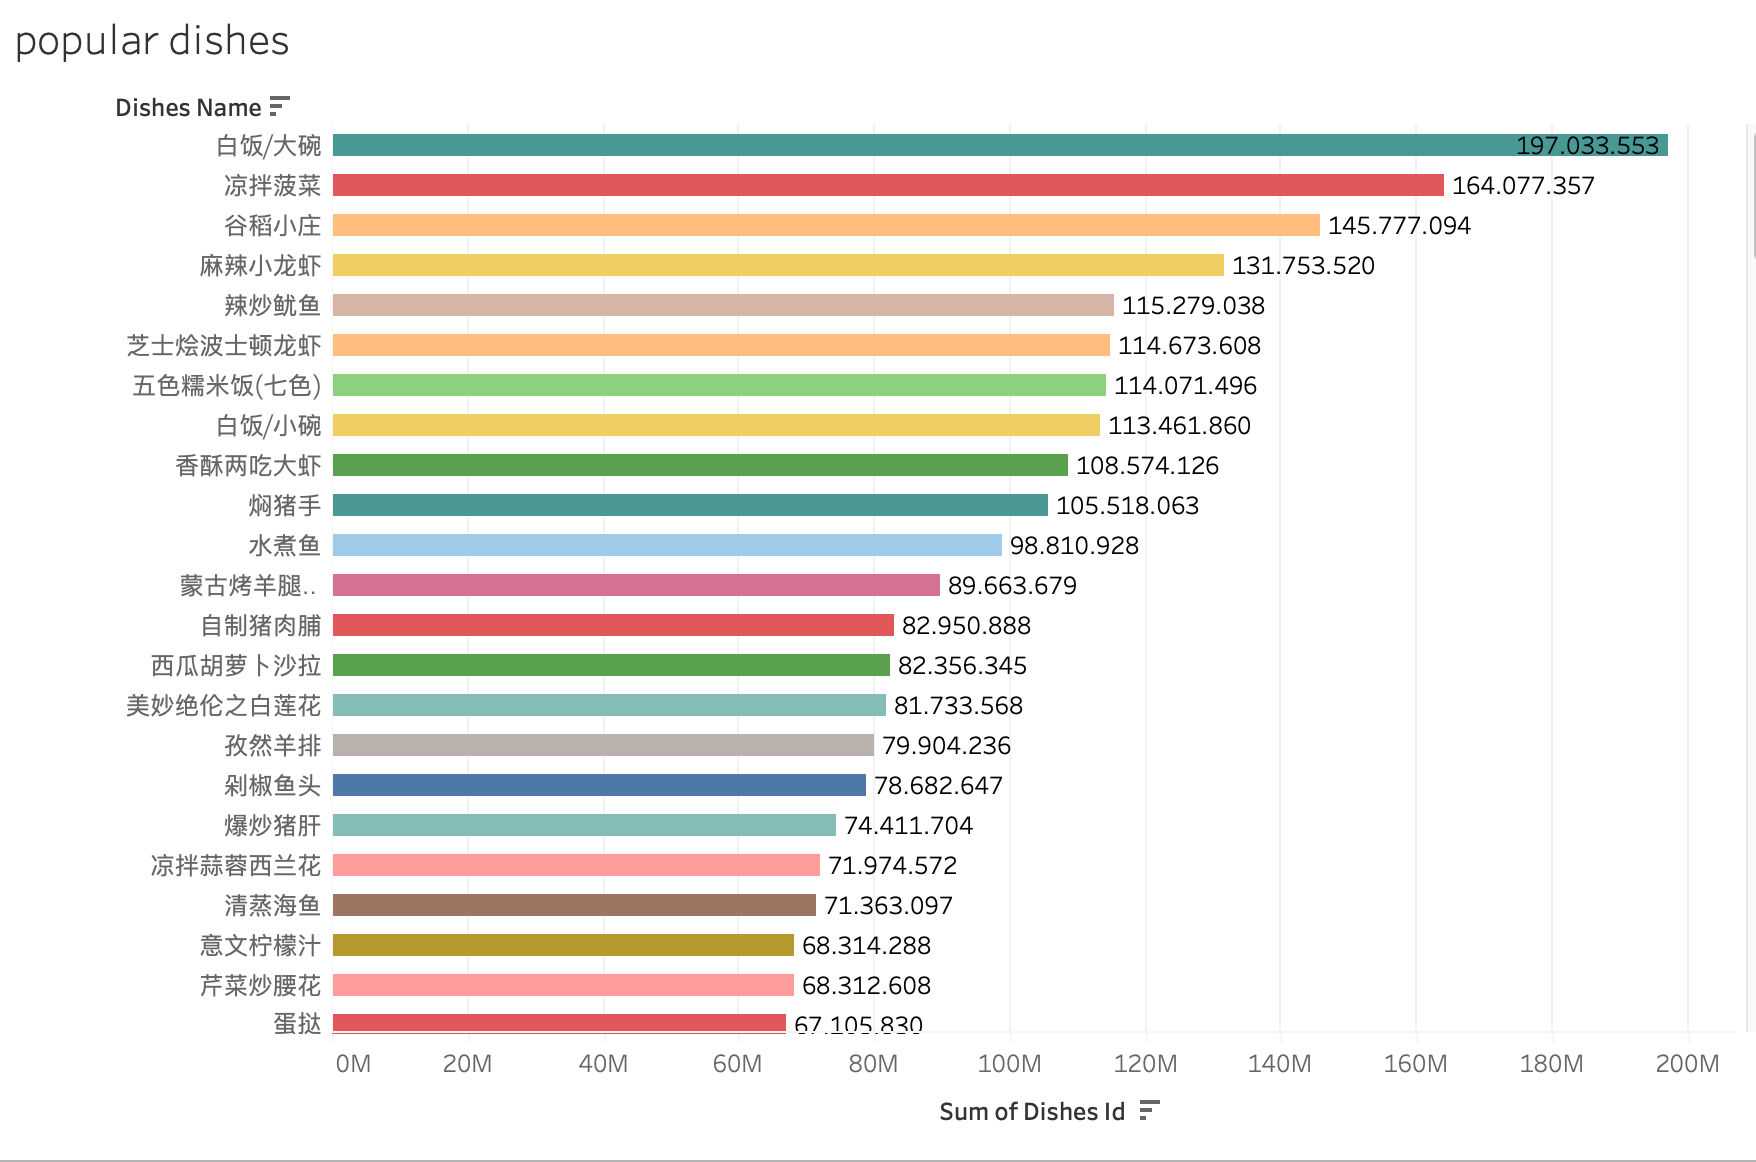 popular dishes
Dishes Name
白饭/大碗 197.033.553
凉拌菠菜 164.077.357
谷稻小庄 145.777.094
麻辣小龙虾 131.753.520
辣炒鱿鱼 115.279.038
芝士烩波士顿龙虾 114.673.608
五色糯米饭(七色) 114.071.496
白饭/小碗 113.461.860
香酥两吃大虾 108.574.126
焖猪手 105.518.063
水煮鱼 98.810.928
蒙古烤羊腿.. 89.663.679
自制猪肉脯 82.950.888
西瓜胡萝卜沙拉 82.356.345
美妙绝伦之白莲花 81.733.568
孜然羊排 79.904.236
剁椒鱼头 78.682.647
爆炒猪肝 74.411.704
凉拌蒜蓉西兰花 71.974.572
清蒸海鱼 71.363.097
意文柠檬汁 68.314.288
芹菜炒腰花 68.312.608
蛋挞 67.105.830
0M 20M 40M 60M 80M 100M 120M 140M 160M 180M 200M
Sum of Dishes Id